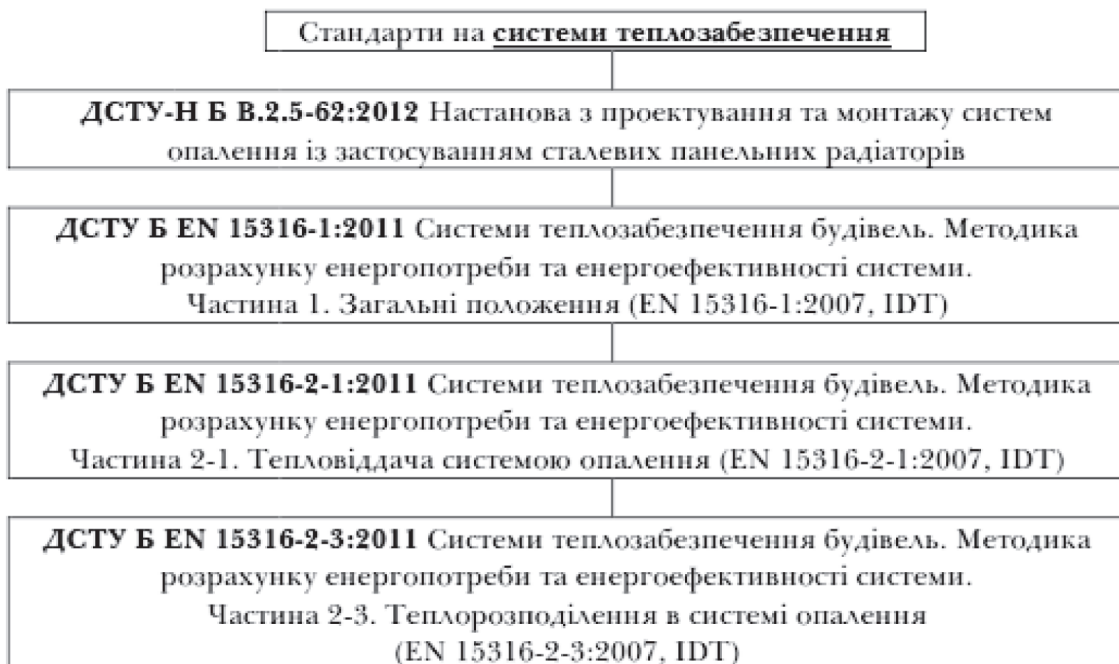 Стандарти на системи теплозабезпечення
ДСТУ-Н Б В.2.5-62:2012 Настанова з проектування та монтажу систем
опалення із застосуванням сталевих панельних радіаторів
ДСТУ Б EN 15316-1:2011 Системи теплозабезпечення будівель. Методика
розрахунку енергопотреби та енергоефективності системи.
Частина 1. Загальні положення (EN 15316-1:2007, IDT)
ДСТУ Б EN 15316-2-1:2011 Системи теплозабезпечення будівель. Методика
розрахунку енергопотреби та енергоефективності системи.
Частина 2-1. Тепловіддача системою опалення (EN 15316-2-1:2007, IDT)
ДСТУ Б EN 15316-2-3:2011 Системи теплозабезпечення будівель. Методика
розрахунку енергопотреби та енергоефективності системи.
Частина 2-3. Теплорозподілення в системі опалення
(EN 15316-2-3:2007, IDT)